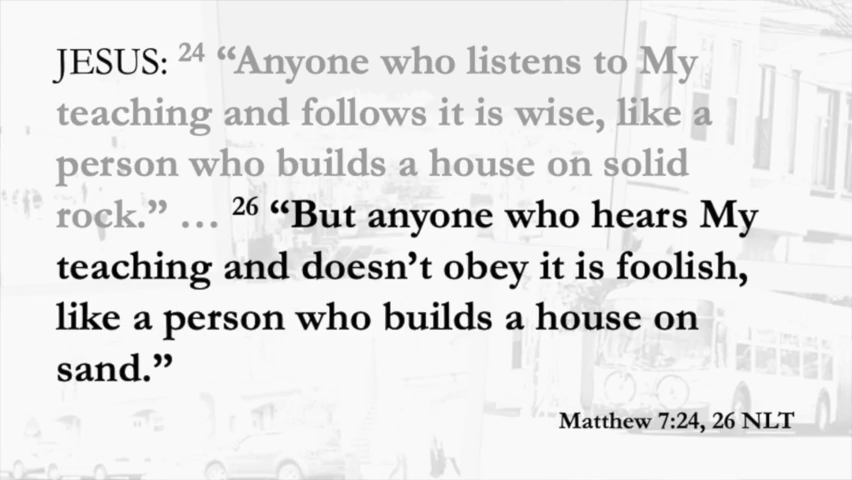 JESUS: 24 “Anyone who listens to My
teaching and follows it is wise, like a
person who builds a house on solid
rock.” … 26 “But anyone who hears My
teaching and doesn’t obey it is foolish,
like a person who builds a house on
sand.”
Matthew 7:24, 26 NLT